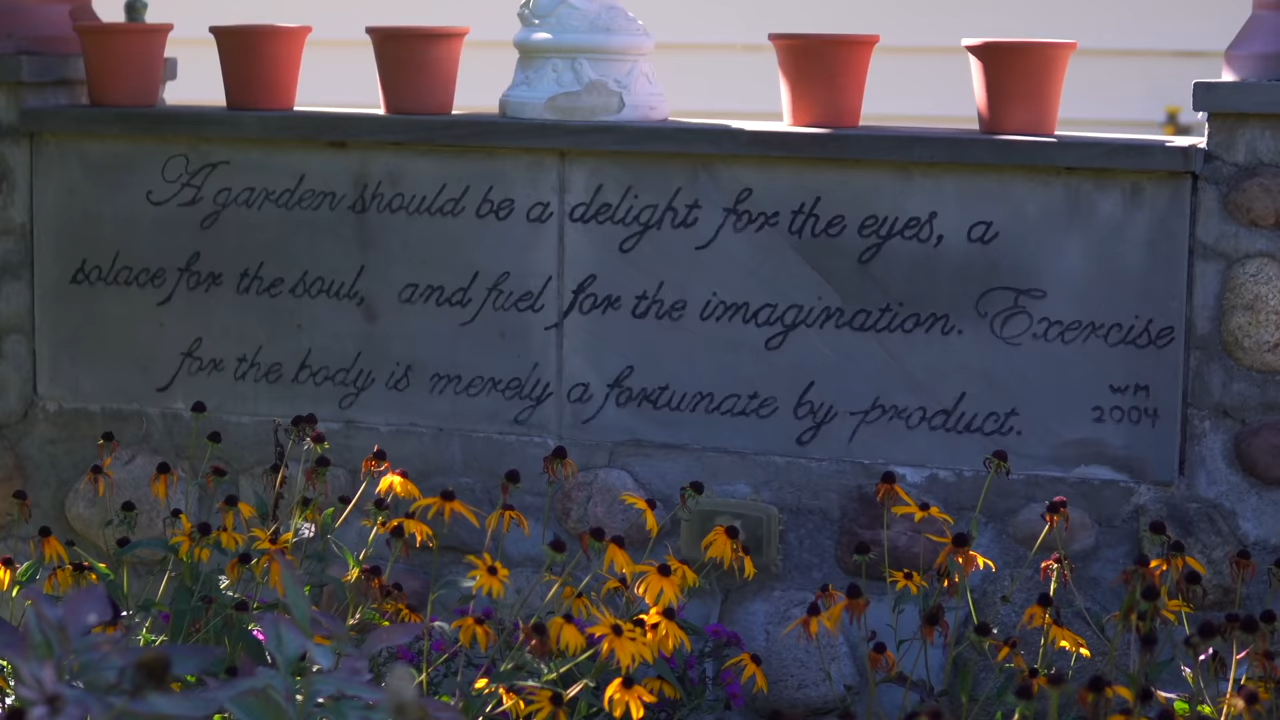 A garden should be a delight for the eyes, a
solace for the soul, and fuel for the imagination. Exercise
for the body is merely a fortunate by product.
WM
2004